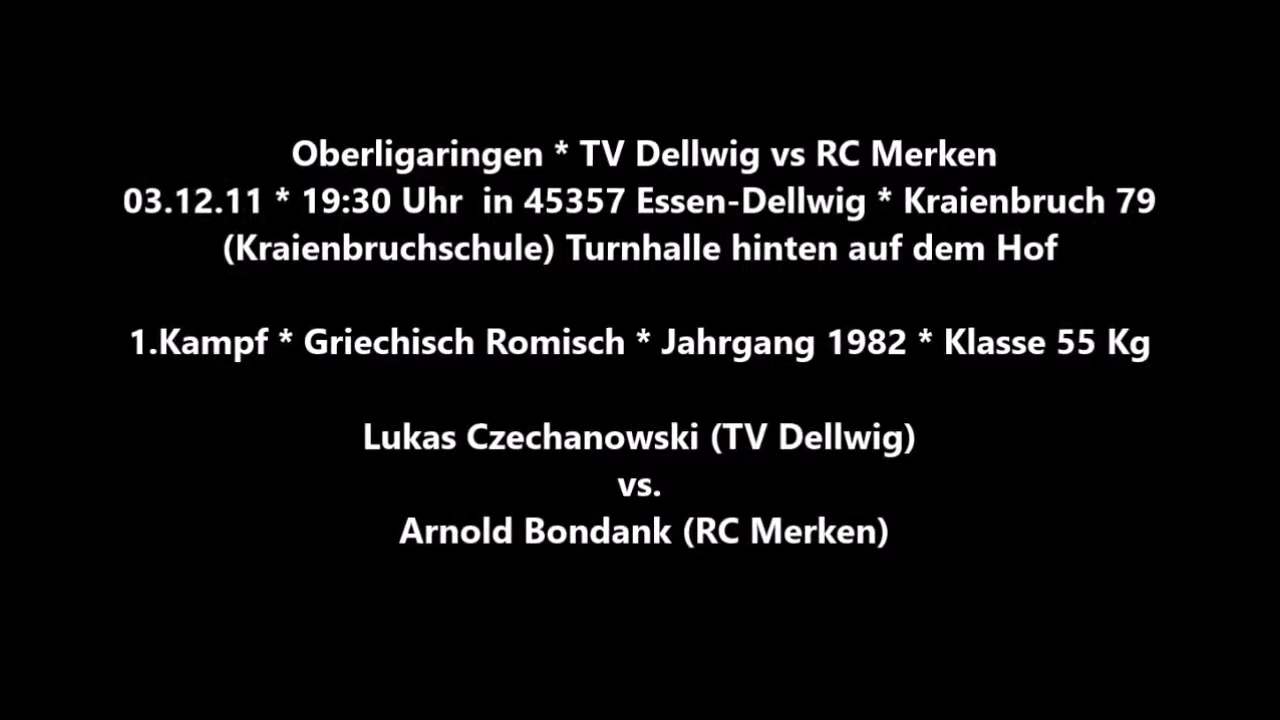 Oberligaringen * TV Dellwig vs RC Merken
03.12.11 * 19:30 Uhr  in 45357 Essen-Dellwig * Kraienbruch 79
(Kraienbruchschule) Turnhalle hinten auf dem Hof
1.Kampf * Griechisch Romisch * Jahrgang 1982 * Klasse 55 Kg
Lukas Czechanowski (TV Dellwig)
vs.
Arnold Bondank (RC Merken)